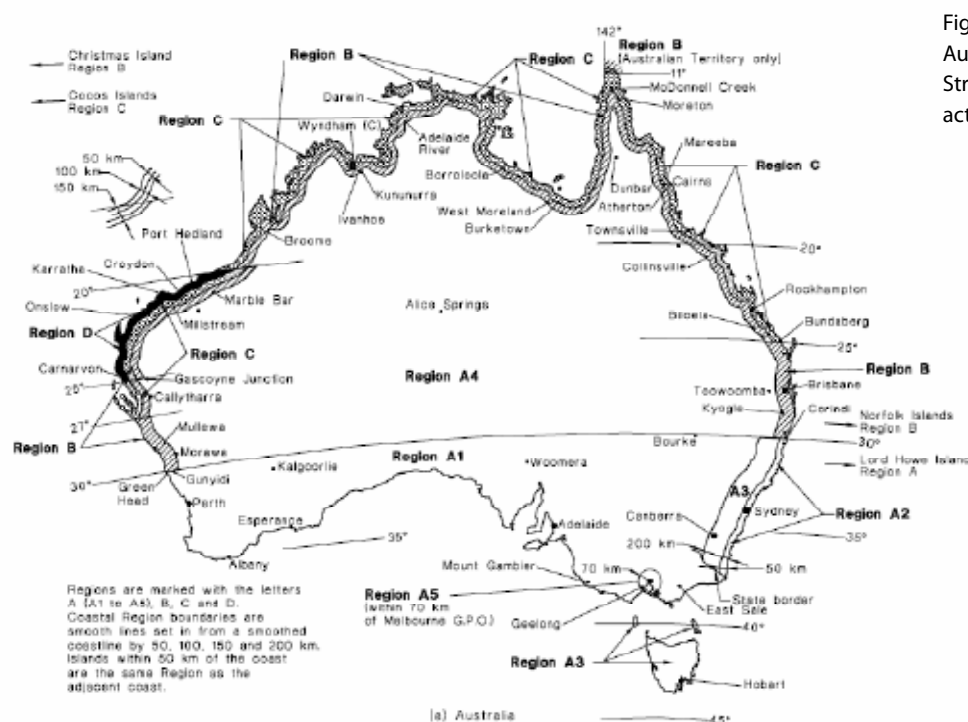 Fig
Au
Str
act
Christmas Island
Region B
Cocos Islands
Region C
50 km
100 km
150 km
Region B
Region C
142°
Region B
(Australian Territory only)
11°
McDonnell Creek
Moreton
Darwin
Wyndham (C)
Region C
Adelaide
River
Mareeba
Region C
Borroloola
Kununurra
Ivanhoe
Dunbar
Cairns
Atherton
West Moreland
Burketown
Townsville
Broome
Port Hedland
20°
Collinsville
Croydon
Karratha
20°
Rockhampton
Onslow
Marble Bar
Alice Springs
Millstream
Biloela
Bundaberg
Region D
Region C
25°
Carnarvon
Gascoyne Junction
Region A4
Region B
25°
Callytharra
Toowoomba
Brisbane
27°
Kyogle
Corindi
Norfolk Islands
Region B
Mullewa
Region B
Bourke
30°
Morawa
Region A1
Woomera
Lord Howe Island
Region A
30°
Kalgoorlie
Green
Head
Gunyidi
Perth
A3
Sydney
Region A2
Esperance
Adelaide
Canberra
35°
35°
200 km
Albany
Mount Gambier
70 km
50 km
Regions are marked with the letters
A (A1 to A5), B, C and D.
Coastal Region boundaries are
smooth lines set in from a smoothed
coastline by 50, 100, 150 and 200 km.
Islands within 50 km of the coast
are the same Region as the
adjacent coast.
Region A5
(within 70 km
of Melbourne G.P.O)
State border
East Sale
Geelong
40°
Region A3
Hobart
(a) Australia
45°